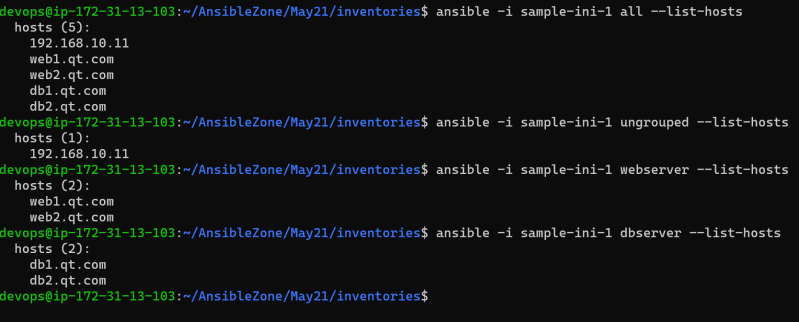 devops@ip-172-31-13-103:~/AnsibleZone/May21/inventories$ ansible -i sample-ini-1 all --list-hosts
  hosts (5):
    192.168.10.11
    web1.qt.com
    web2.qt.com
    db1.qt.com
    db2.qt.com
devops@ip-172-31-13-103:~/AnsibleZone/May21/inventories$ ansible -i sample-ini-1 ungrouped --list-hosts
  hosts (1):
    192.168.10.11
devops@ip-172-31-13-103:~/AnsibleZone/May21/inventories$ ansible -i sample-ini-1 webserver --list-hosts
  hosts (2):
    web1.qt.com
    web2.qt.com
devops@ip-172-31-13-103:~/AnsibleZone/May21/inventories$ ansible -i sample-ini-1 dbserver --list-hosts
  hosts (2):
    db1.qt.com
    db2.qt.com
devops@ip-172-31-13-103:~/AnsibleZone/May21/inventories$